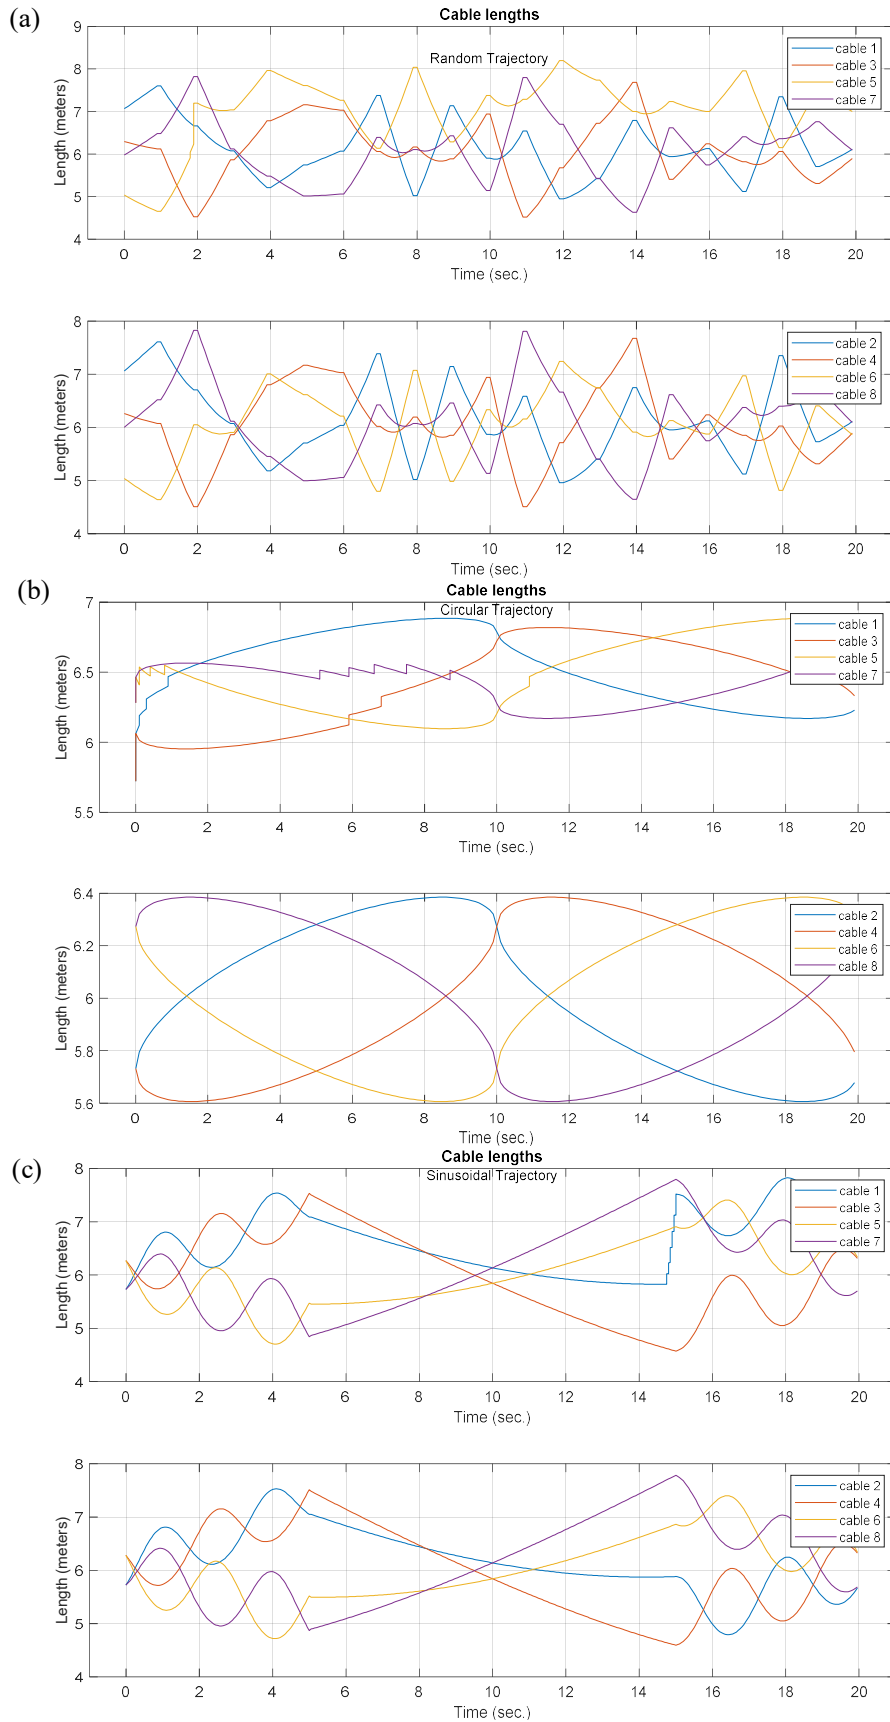 (a)
Cable lengths
Random Trajectory
Length (meters)
9
8
7
6
5
4
cable 1
cable 3
cable 5
cable 7
0 2 4 6 8 10 12 14 16 18 20
Time (sec.)
Length (meters)
8
7
6
5
4
cable 2
cable 4
cable 6
cable 8
0 2 4 6 8 10 12 14 16 18 20
Time (sec.)
(b)
Cable lengths
Circular Trajectory
Length (meters)
7
6.5
6
5.5
cable 1
cable 3
cable 5
cable 7
0 2 4 6 8 10 12 14 16 18 20
Time (sec.)
Length (meters)
6.4
6.2
6
5.8
5.6
cable 2
cable 4
cable 6
cable 8
0 2 4 6 8 10 12 14 16 18 20
Time (sec.)
(c)
Cable lengths
Sinusoidal Trajectory
Length (meters)
8
7
6
5
4
cable 1
cable 3
cable 5
cable 7
0 2 4 6 8 10 12 14 16 18 20
Time (sec.)
Length (meters)
8
7
6
5
4
cable 2
cable 4
cable 6
cable 8
0 2 4 6 8 10 12 14 16 18 20
Time (sec.)